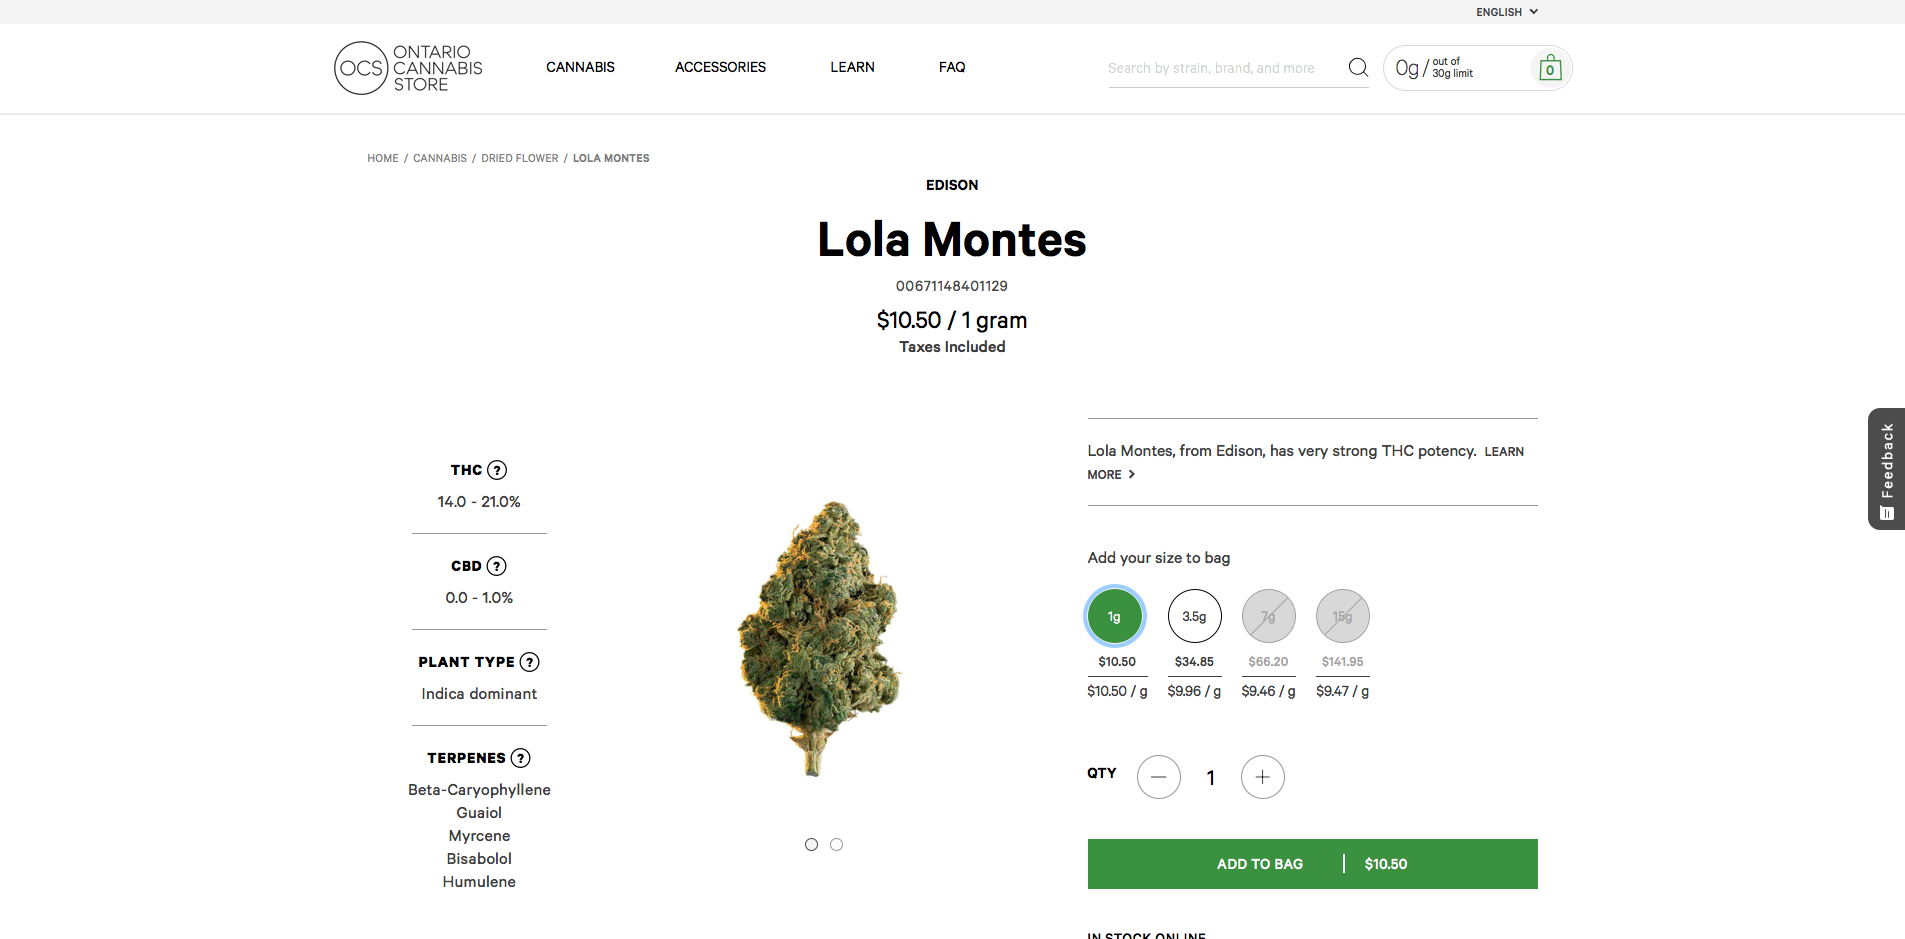 ENGLISH
OCS
ONTARIO
CANNABIS
STORE
CANNABIS
ACCESSORIES
LEARN
FAQ
Search by strain, brand, and more
0g / out of
30g limit
0
HOME / CANNABIS / DRIED FLOWER / LOLA MONTES
EDISON
Lola Montes
00671148401129
$10.50 / 1 gram
Taxes Included
THC ?
14.0 - 21.0%
CBD ?
0.0 - 1.0%
PLANT TYPE ?
Indica dominant
TERPENES ?
Beta-Caryophyllene
Guaiol
Myrcene
Bisabolol
Humulene
Lola Montes, from Edison, has very strong THC potency. LEARN
MORE
Add your size to bag
1g 3.5g 7g 15g
$10.50 $34.85 $66.20 $141.95
$10.50 / g $9.96 / g $9.46 / g $9.47 / g
QTY 1
ADD TO BAG | $10.50
IN STOCK ONLINE
Feedback